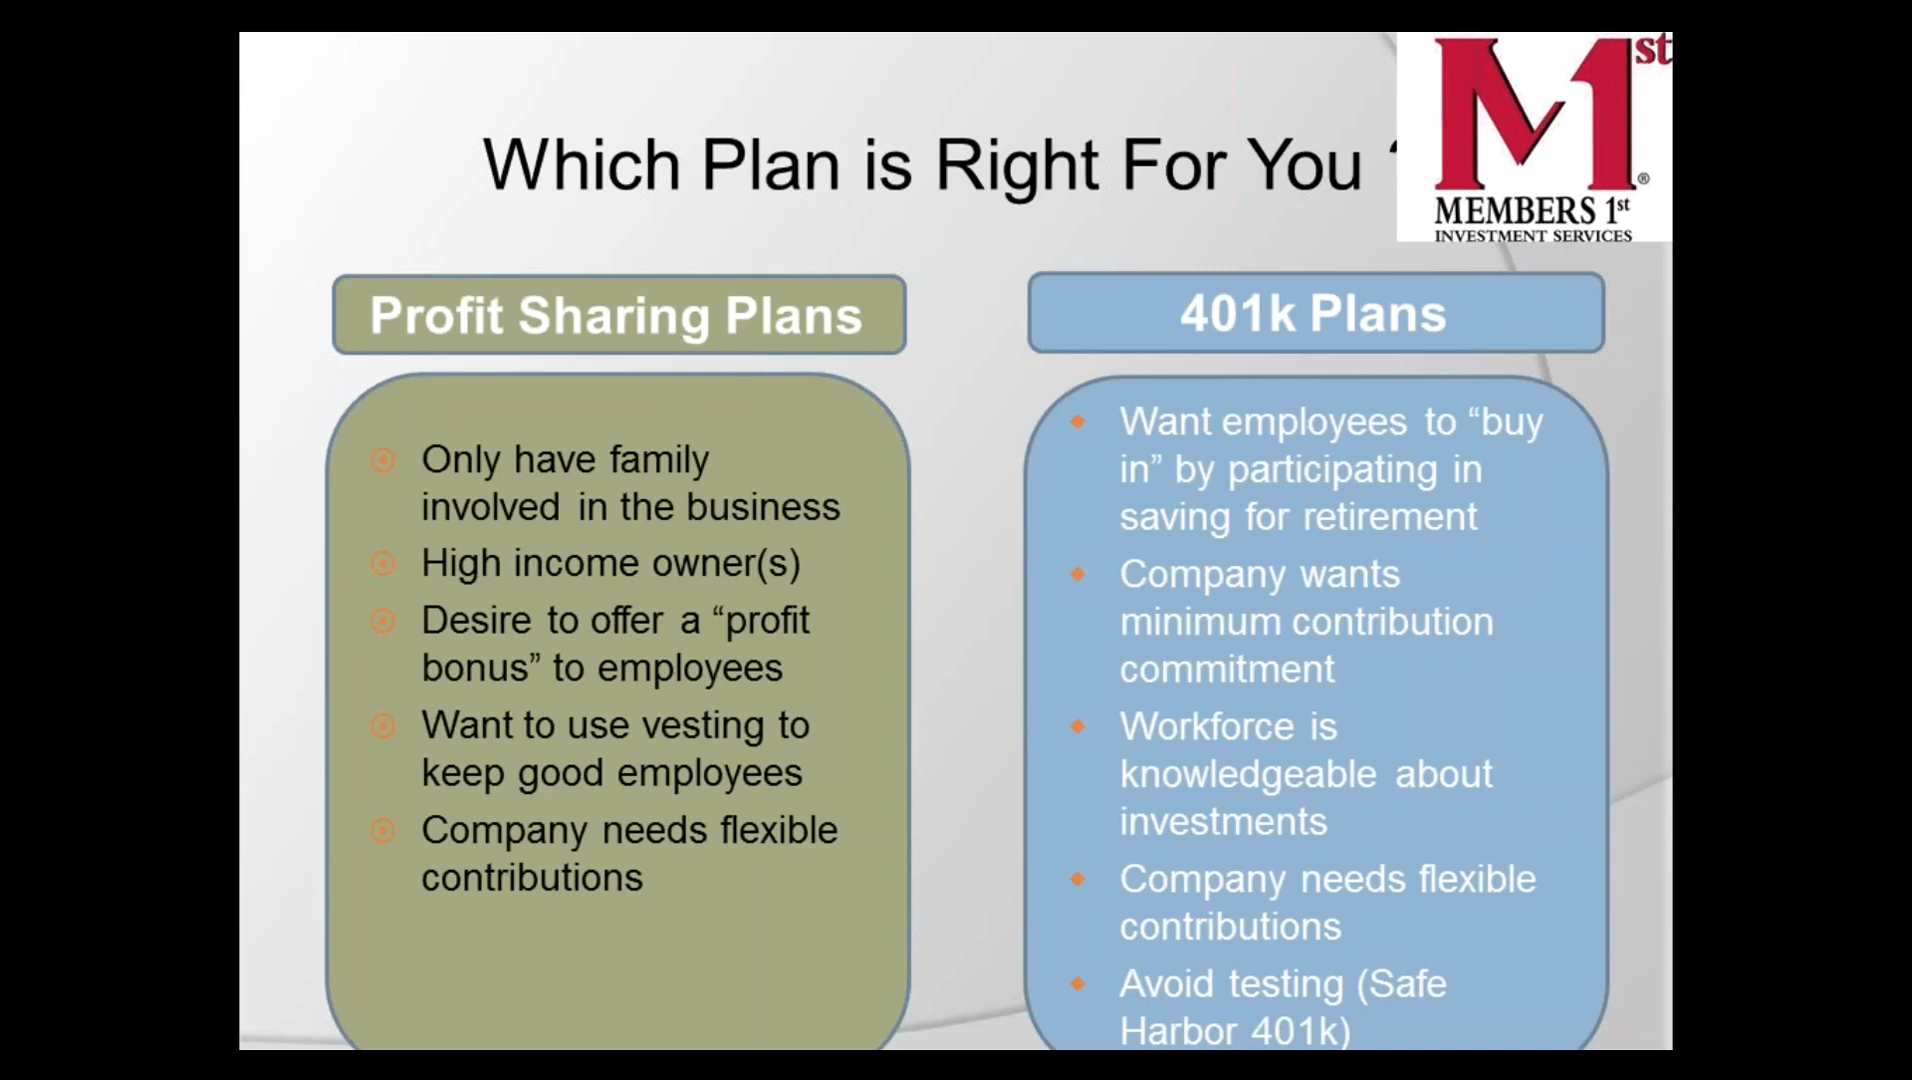 Which Plan is Right For You ?
M1st®
MEMBERS 1st
INVESTMENT SERVICES
Profit Sharing Plans
Only have family
involved in the business
High income owner(s)
Desire to offer a “profit
bonus” to employees
Want to use vesting to
keep good employees
Company needs flexible
contributions
401k Plans
Want employees to “buy
in” by participating in
saving for retirement
Company wants
minimum contribution
commitment
Workforce is
knowledgeable about
investments
Company needs flexible
contributions
Avoid testing (Safe
Harbor 401k)